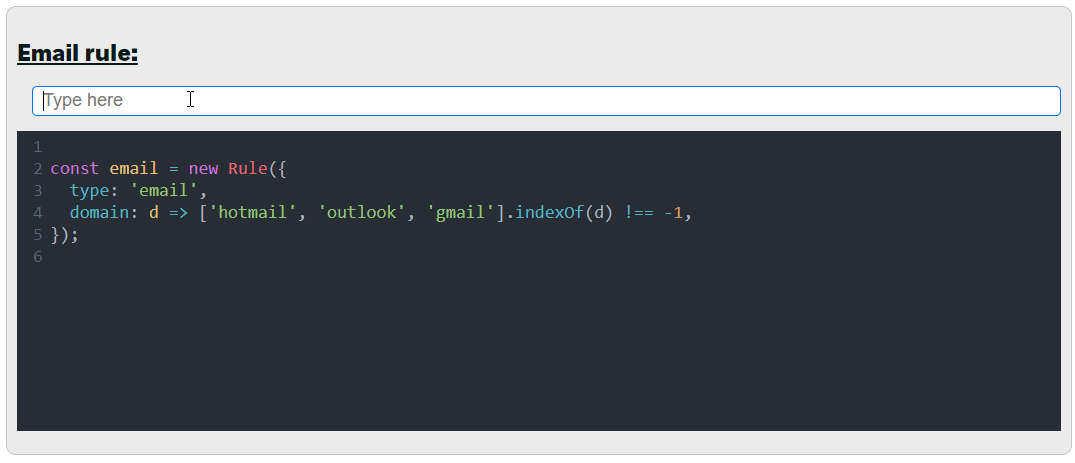 Email rule:
Type here
1
2 const email = new Rule({
3   type: 'email',
4   domain: d => ['hotmail', 'outlook', 'gmail'].indexOf(d) !== -1,
5 });
6